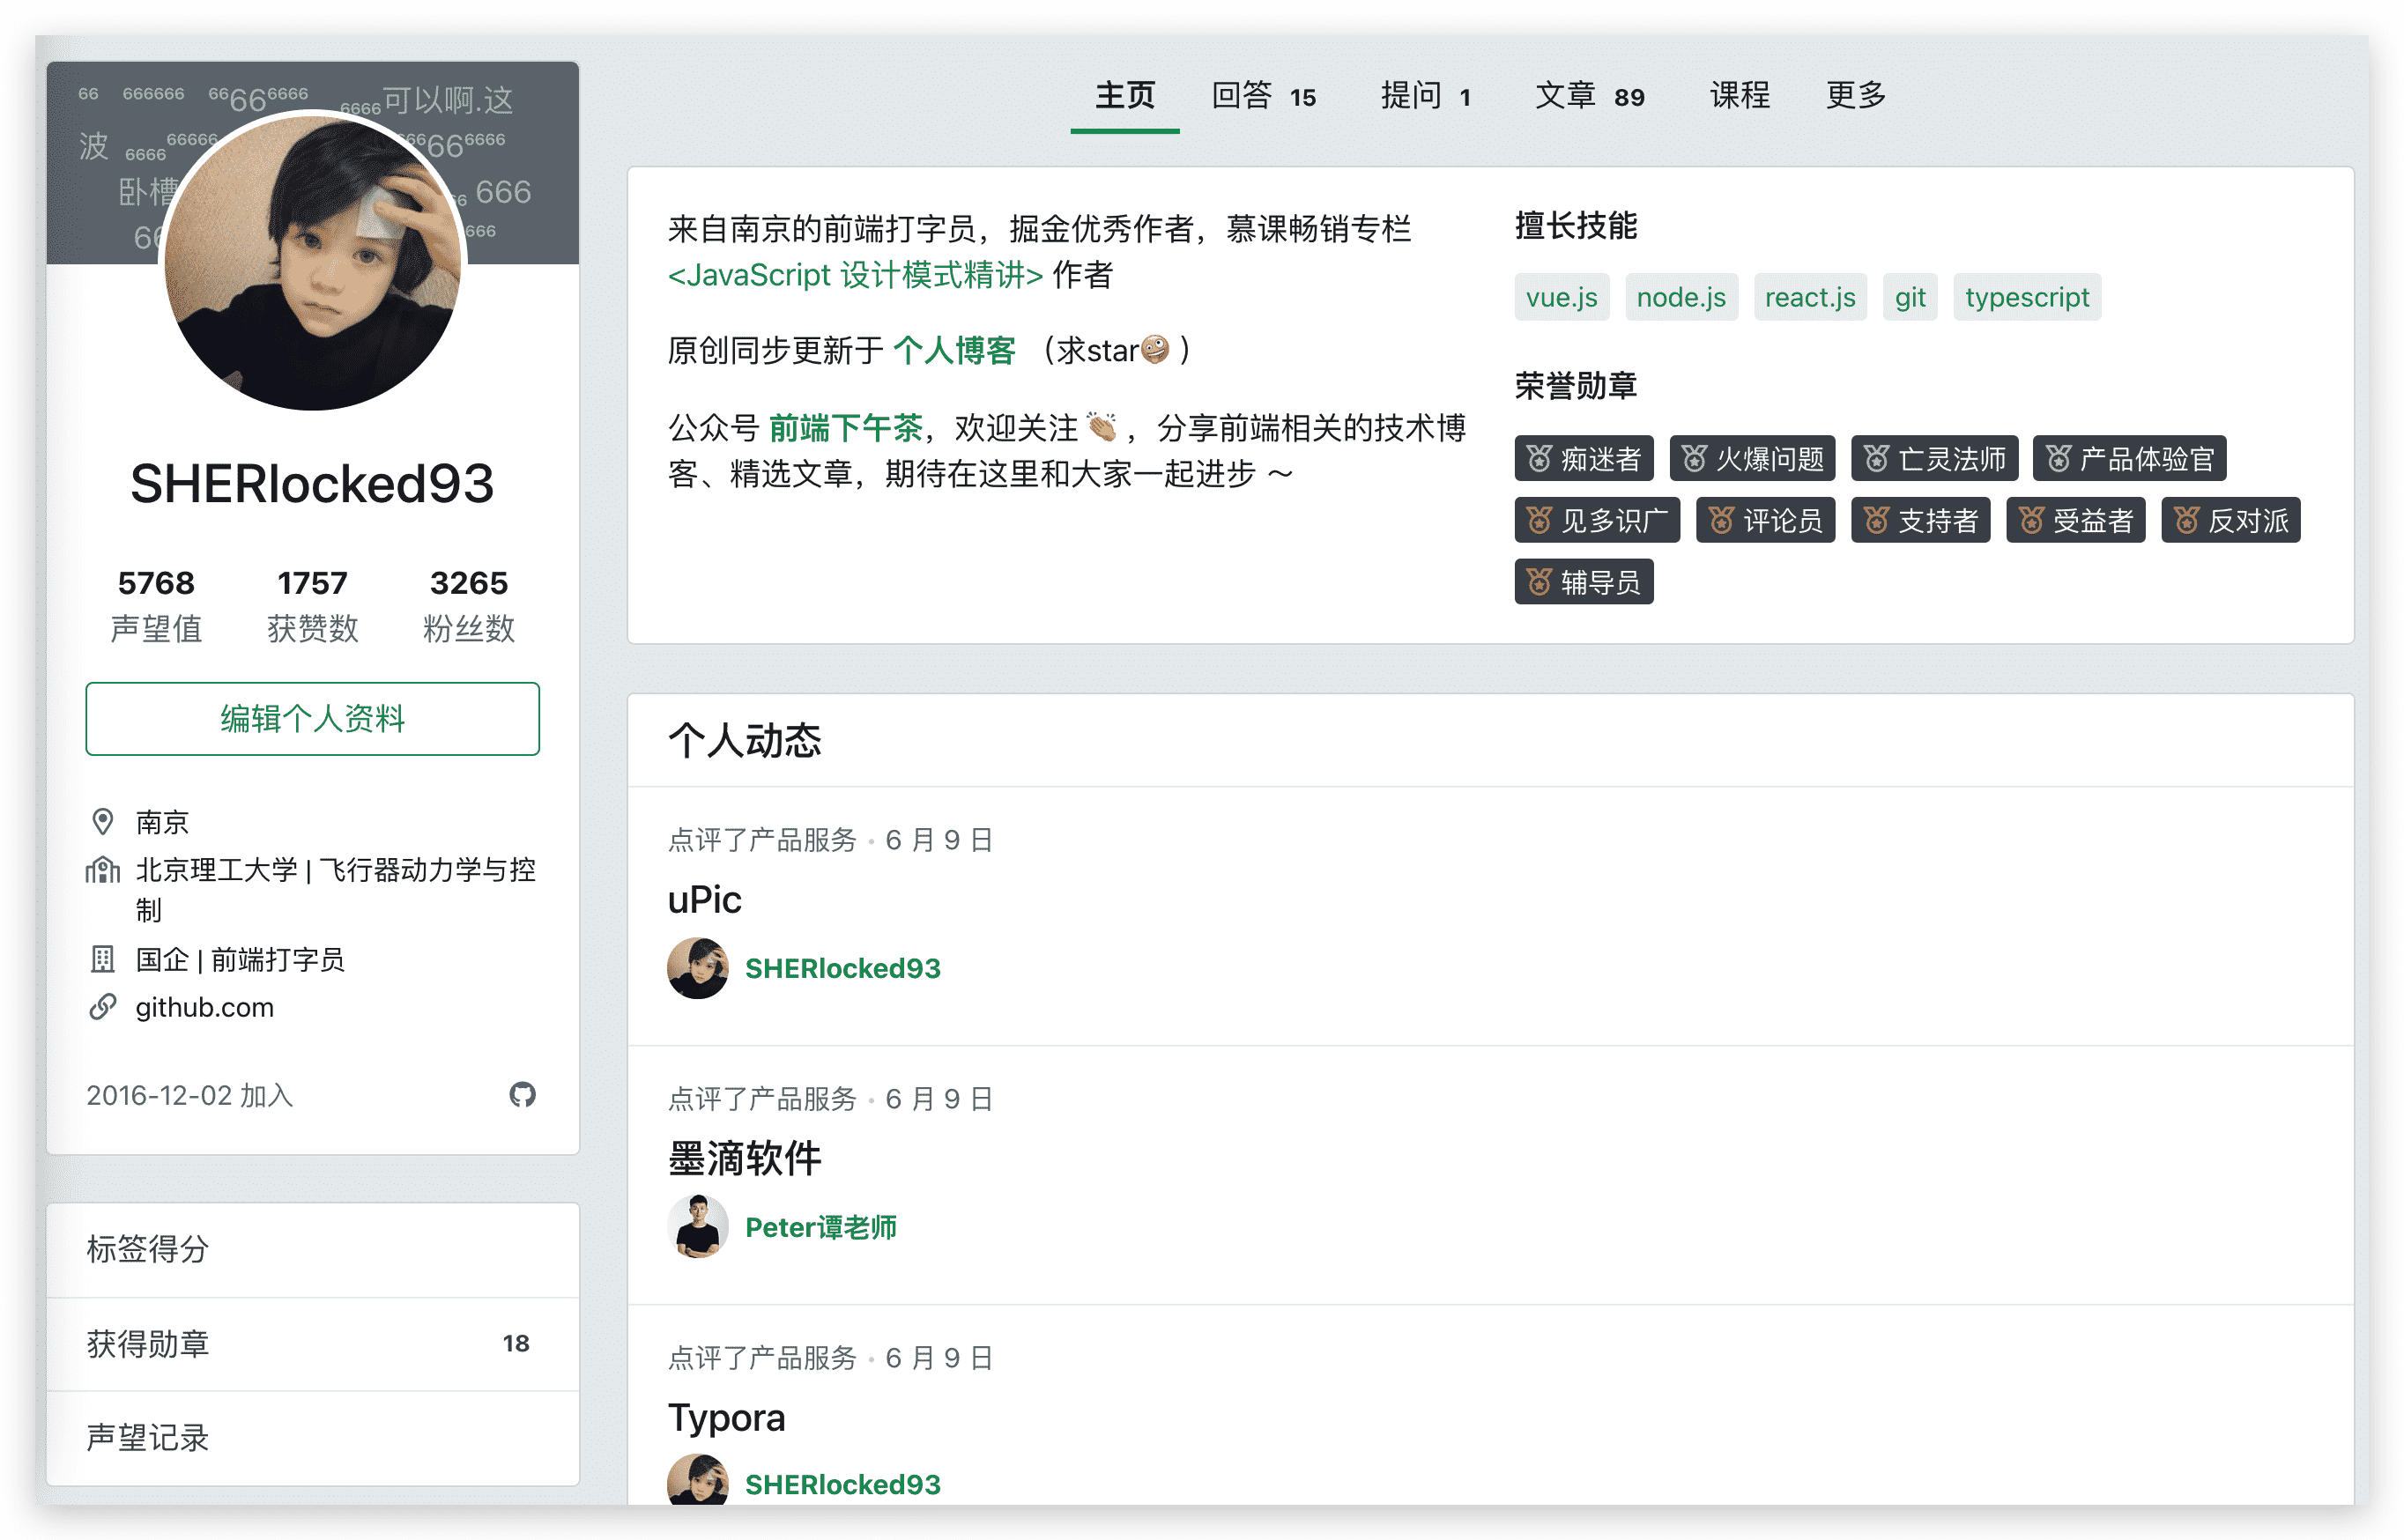 66 666666 66666666 6666可以啊.这
波 6666 66666 666666666
卧槽 66 666
66 666
SHERlocked93
5768 1757 3265
声望值 获赞数 粉丝数
编辑个人资料
南京
北京理工大学 | 飞行器动力学与控
制
国企 | 前端打字员
github.com
2016-12-02 加入
标签得分
获得勋章 18
声望记录
主页 回答 15 提问 1 文章 89 课程 更多
来自南京的前端打字员，掘金优秀作者，慕课畅销专栏
<JavaScript 设计模式精讲> 作者
原创同步更新于 个人博客 （求star🤪）
公众号 前端下午茶，欢迎关注👏，分享前端相关的技术博
客、精选文章，期待在这里和大家一起进步 ～
擅长技能
vue.js node.js react.js git typescript
荣誉勋章
痴迷者 火爆问题 亡灵法师 产品体验官
见多识广 评论员 支持者 受益者 反对派
辅导员
个人动态
点评了产品服务 • 6 月 9 日
uPic
SHERlocked93
点评了产品服务 • 6 月 9 日
墨滴软件
Peter谭老师
点评了产品服务 • 6 月 9 日
Typora
SHERlocked93